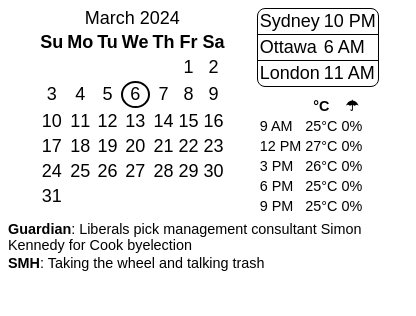 March 2024
Su Mo Tu We Th Fr Sa
1 2
3 4 5 6 7 8 9
10 11 12 13 14 15 16
17 18 19 20 21 22 23
24 25 26 27 28 29 30
31
Sydney 10 PM
Ottawa 6 AM
London 11 AM
°C ☂
9 AM 25°C 0%
12 PM 27°C 0%
3 PM 26°C 0%
6 PM 25°C 0%
9 PM 25°C 0%
Guardian: Liberals pick management consultant Simon
Kennedy for Cook byelection
SMH: Taking the wheel and talking trash